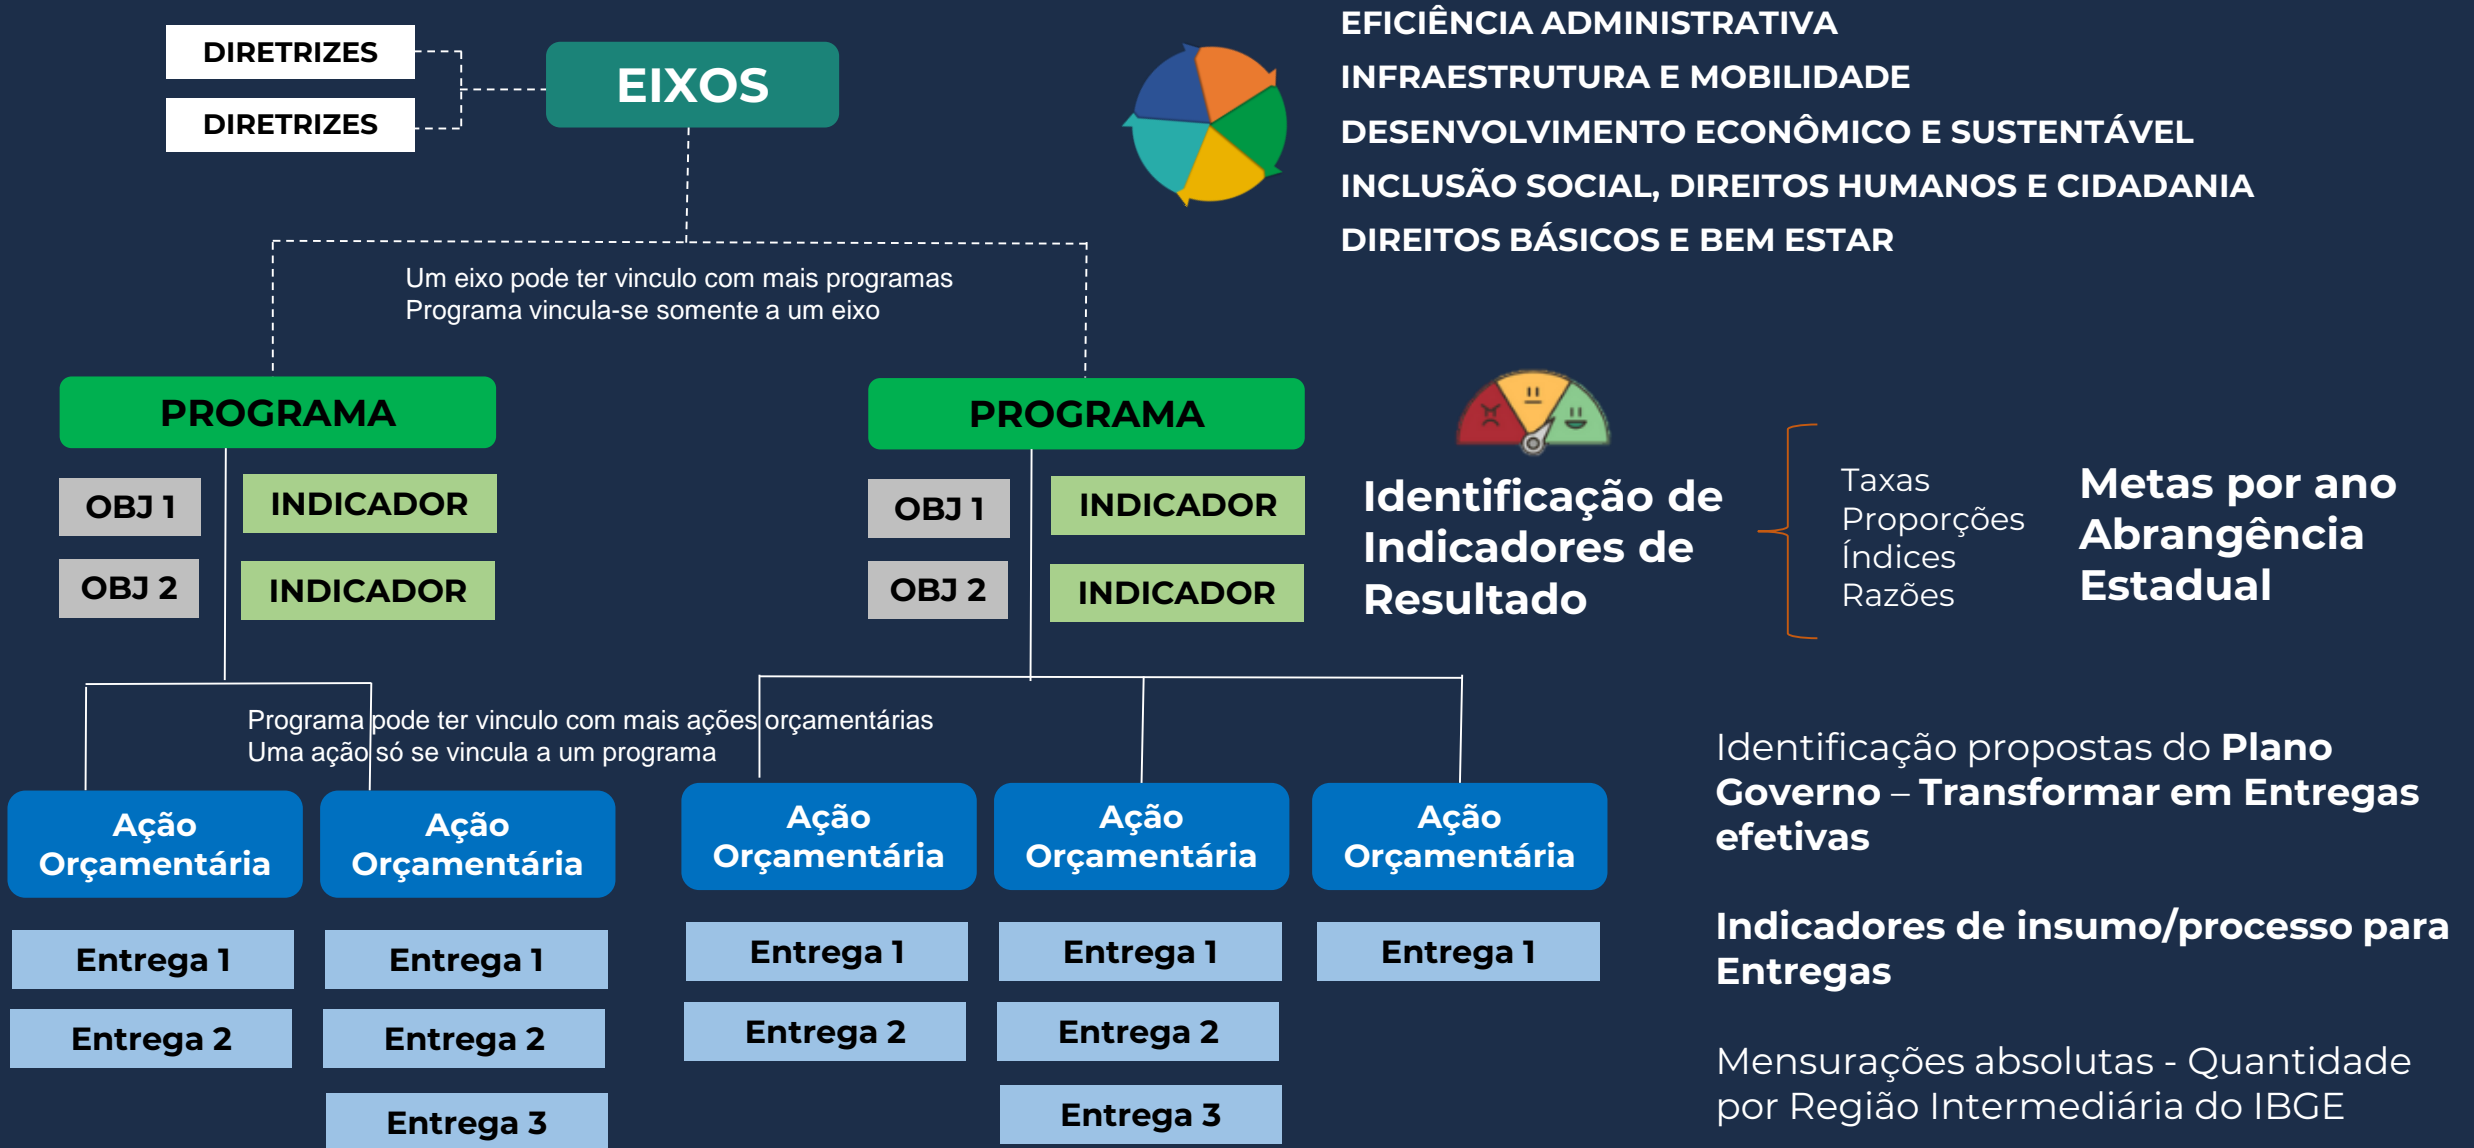 DIRETRIZES
DIRETRIZES
EIXOS
EFICIÊNCIA ADMINISTRATIVA
INFRAESTRUTURA E MOBILIDADE
DESENVOLVIMENTO ECONÔMICO E SUSTENTÁVEL
INCLUSÃO SOCIAL, DIREITOS HUMANOS E CIDADANIA
DIREITOS BÁSICOS E BEM ESTAR
Um eixo pode ter vinculo com mais programas
Programa vincula-se somente a um eixo
PROGRAMA
OBJ 1
INDICADOR
OBJ 2
INDICADOR
PROGRAMA
OBJ 1
INDICADOR
OBJ 2
INDICADOR
Identificação de
Indicadores de
Resultado
Taxas
Proporções
Índices
Razões
Metas por ano
Abrangência
Estadual
Programa pode ter vinculo com mais ações orçamentárias
Uma ação só se vincula a um programa
Ação
Orçamentária
Entrega 1
Entrega 2
Ação
Orçamentária
Entrega 1
Entrega 2
Entrega 3
Ação
Orçamentária
Entrega 1
Entrega 2
Ação
Orçamentária
Entrega 1
Entrega 2
Entrega 3
Ação
Orçamentária
Entrega 1
Identificação propostas do Plano
Governo – Transformar em Entregas
efetivas
Indicadores de insumo/processo para
Entregas
Mensurações absolutas - Quantidade
por Região Intermediária do IBGE